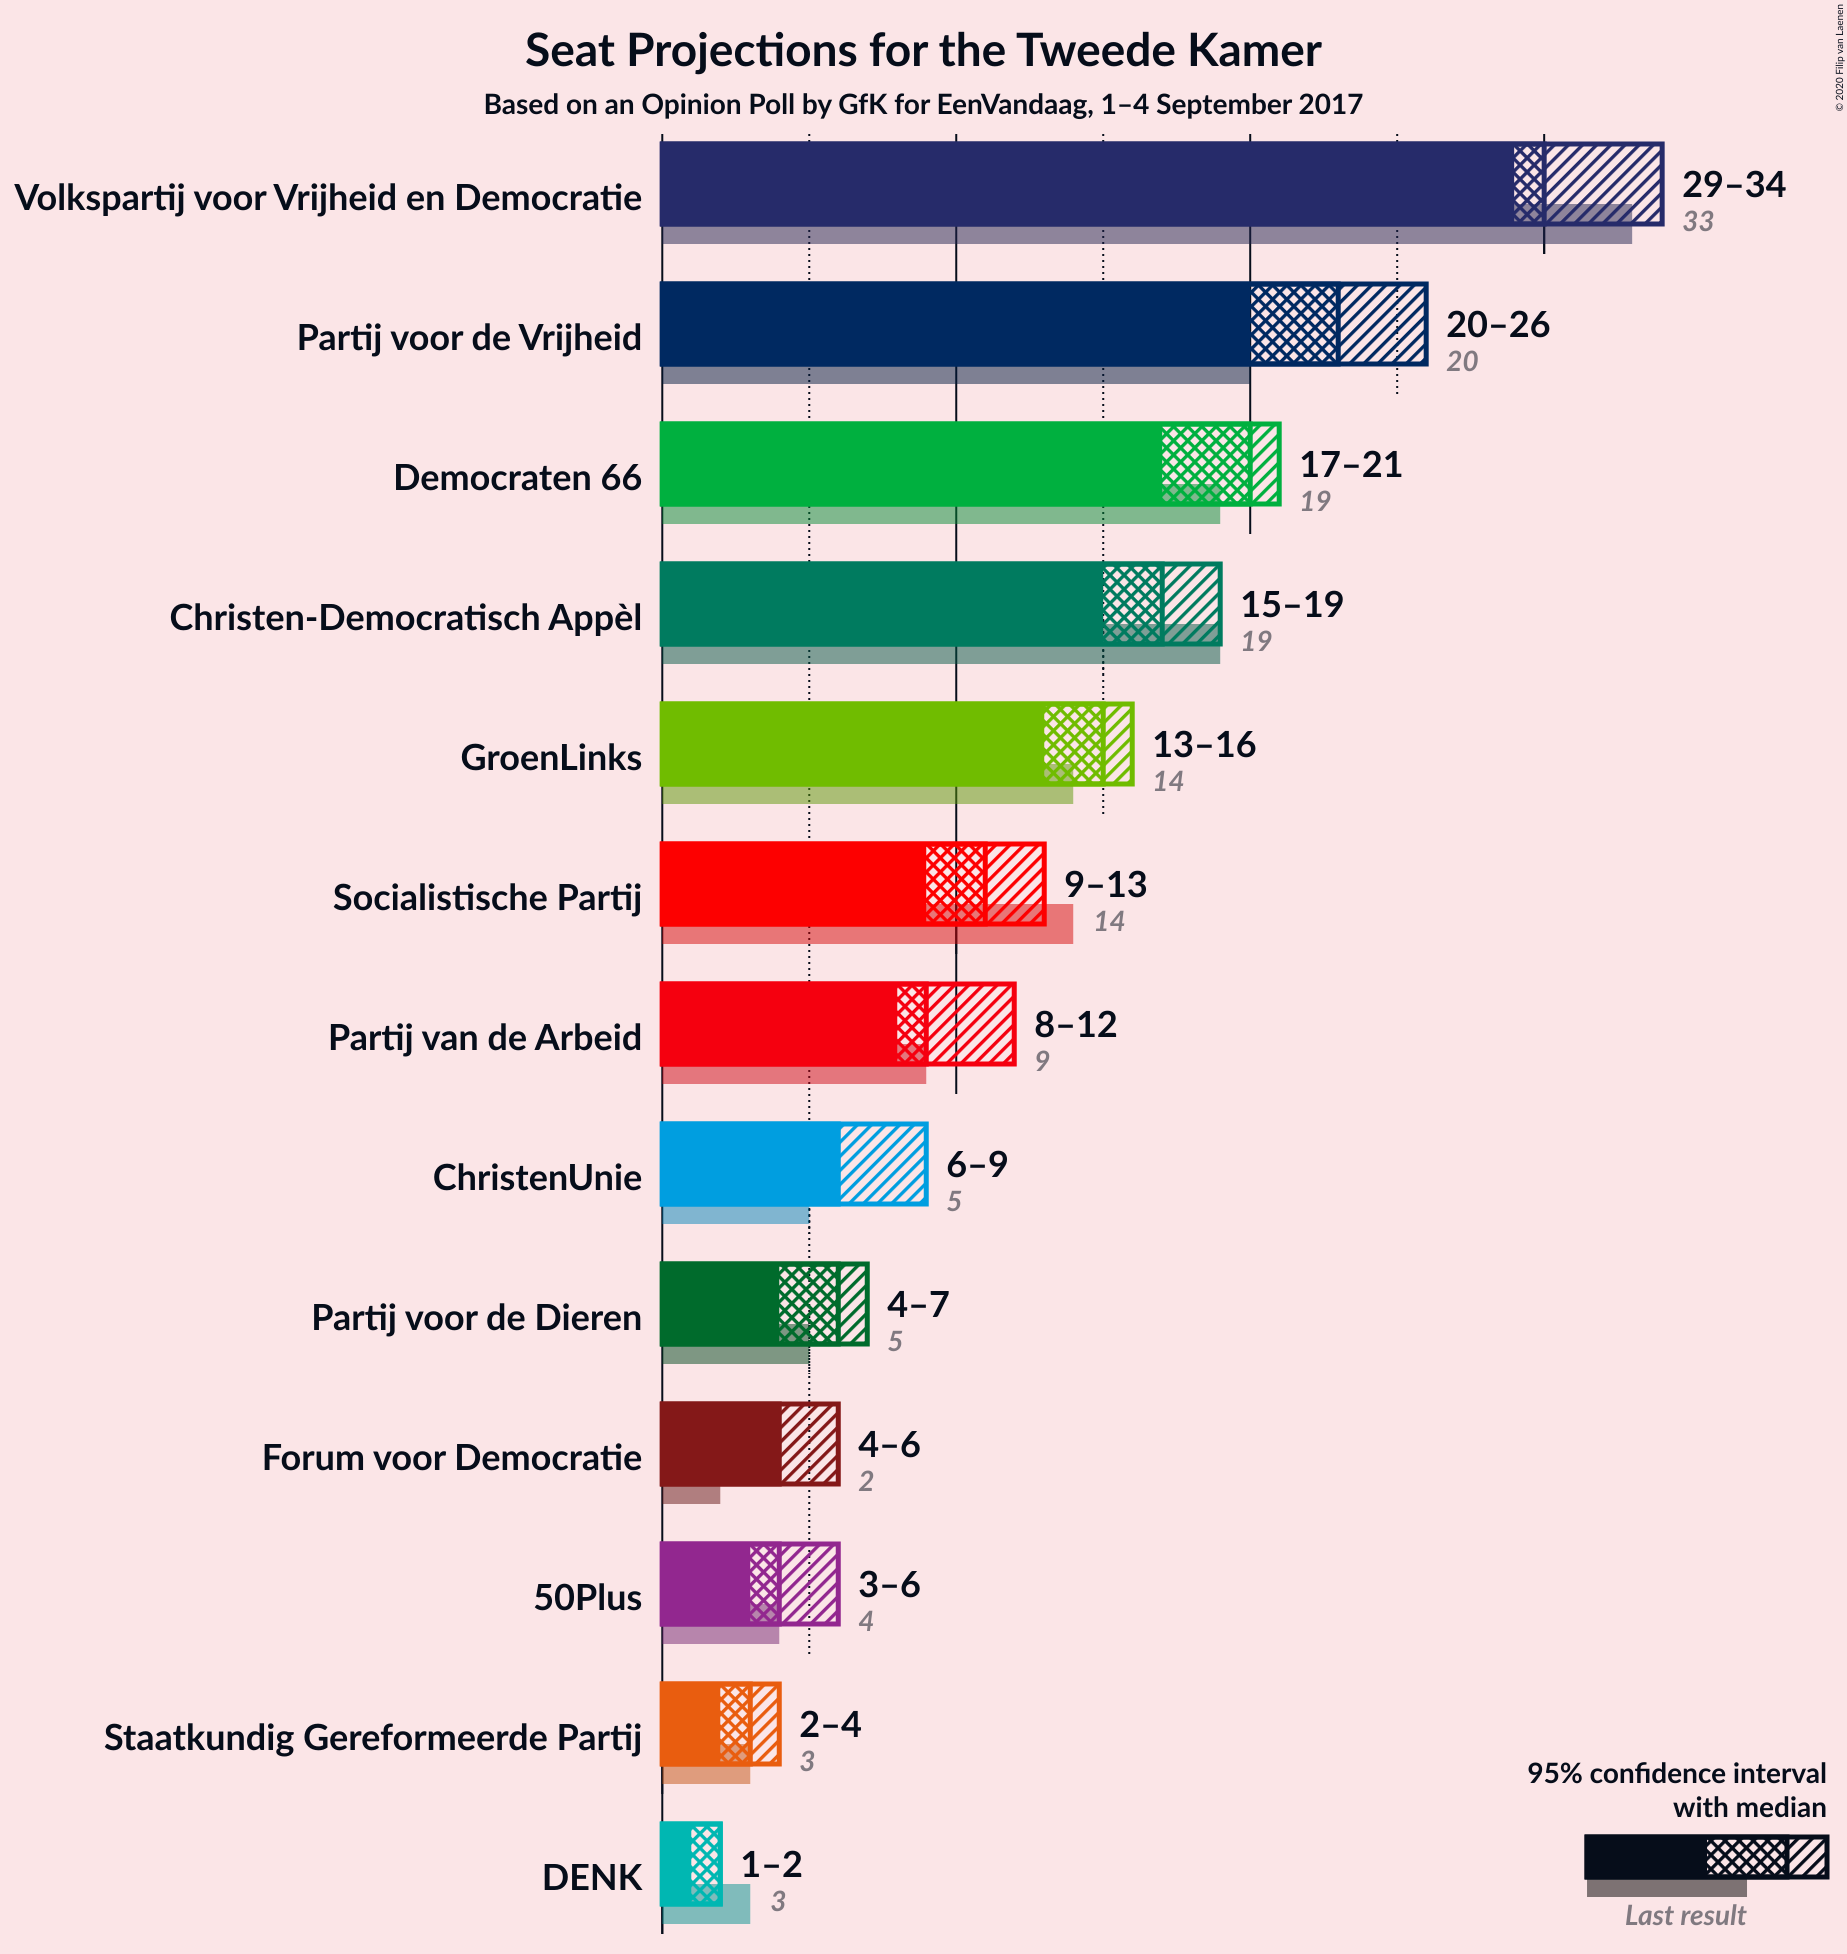 Seat Projections for the Tweede Kamer
Based on an Opinion Poll by GfK for EenVandaag, 1–4 September 2017
© 2020 Filip van Laenen
Volkspartij voor Vrijheid en Democratie
29–34
33
Partij voor de Vrijheid
20–26
20
Democraten 66
17–21
19
Christen-Democratisch Appèl
15–19
19
GroenLinks
13–16
14
Socialistische Partij
9–13
14
Partij van de Arbeid
8–12
9
ChristenUnie
6–9
5
Partij voor de Dieren
4–7
5
Forum voor Democratie
4–6
2
50Plus
3–6
4
Staatkundig Gereformeerde Partij
2–4
3
DENK
1–2
3
95% confidence interval
with median
Last result